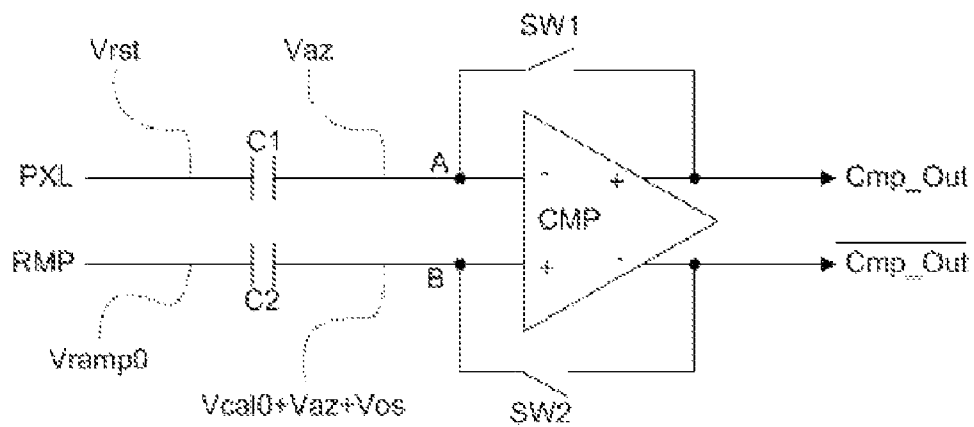 SW1
Vrst
Vaz
C1
A
PXL
-
+
Cmp_Out
CMP
RMP
B
+
-
Cmp_Out
C2
Vramp0
Vcal0+Vaz+Vos
SW2